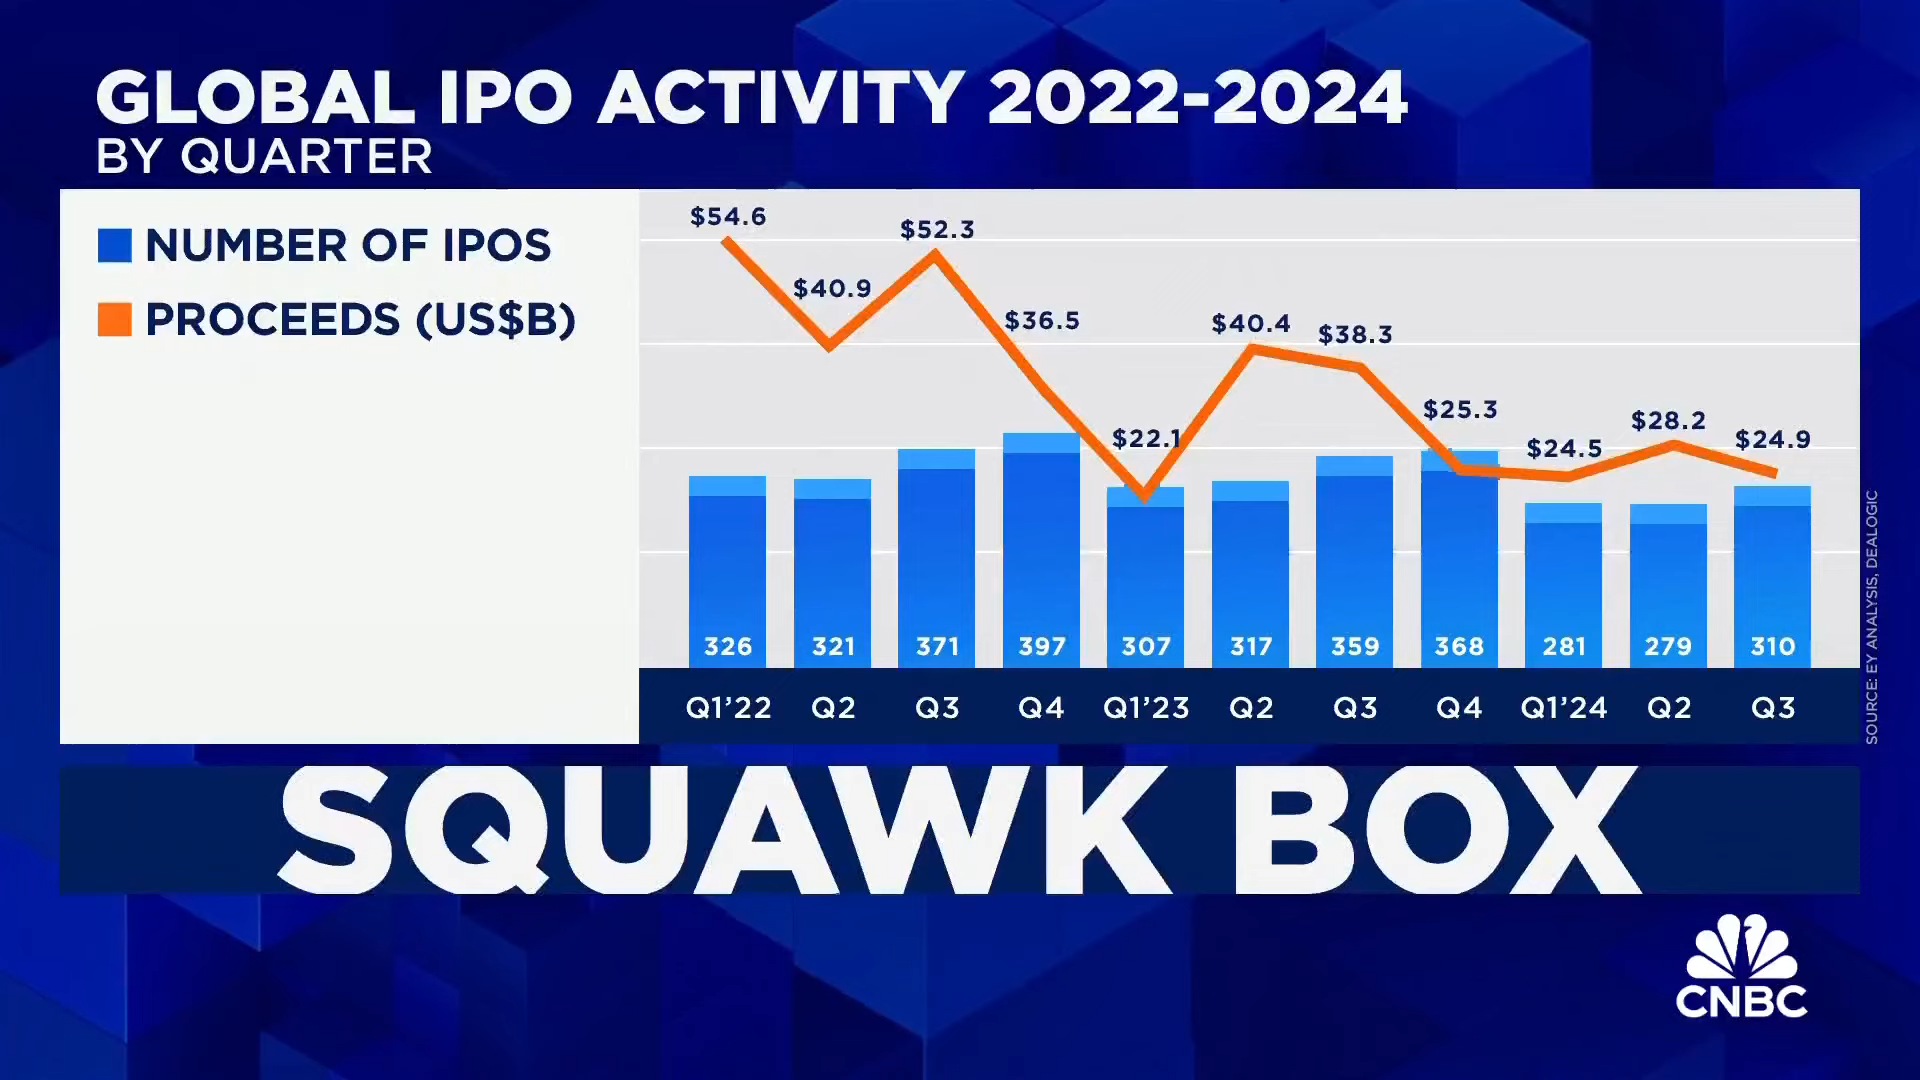 GLOBAL IPO ACTIVITY 2022-2024
BY QUARTER
NUMBER OF IPOS
PROCEEDS (US$B)
$54.6
$40.9
$52.3
$36.5
$22.1
$40.4
$38.3
$25.3
$24.5
$28.2
$24.9
326 321 371 397 307 317 359 368 281 279 310
Q1’22 Q2 Q3 Q4 Q1’23 Q2 Q3 Q4 Q1’24 Q2 Q3
SOURCE: EY ANALYSIS, DEALOGIC
SQUAWK BOX
CNBC